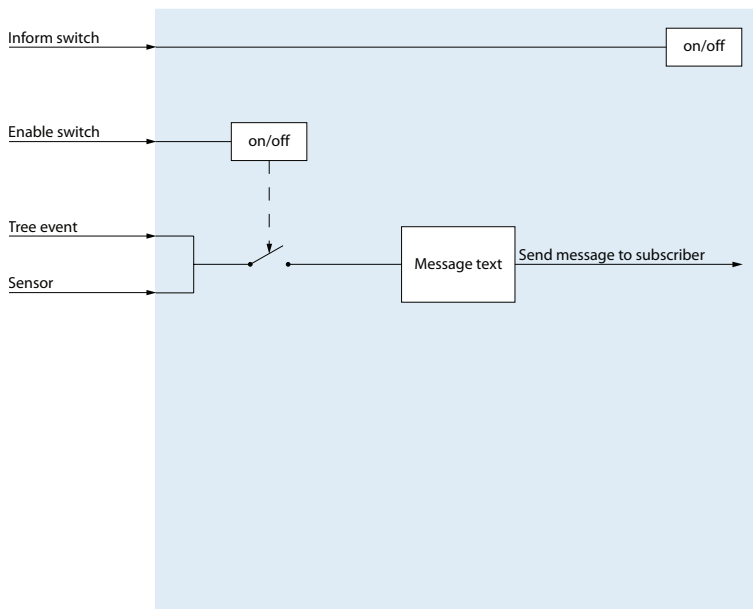 Inform switch
on/off
Enable switch
on/off
Tree event
Sensor
Message text
Send message to subscriber